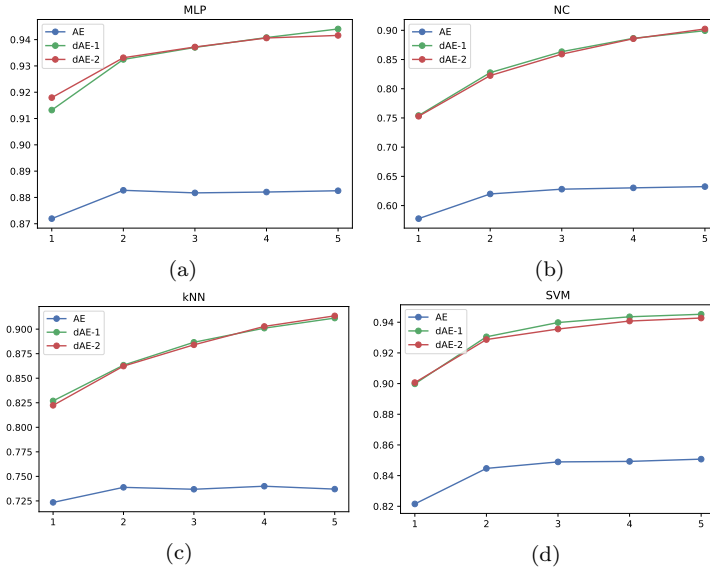 MLP
AE
dAE-1
dAE-2
0.94
0.93
0.92
0.91
0.90
0.89
0.88
0.87
1 2 3 4 5
(a)
NC
AE
dAE-1
dAE-2
0.90
0.85
0.80
0.75
0.70
0.65
0.60
1 2 3 4 5
(b)
kNN
AE
dAE-1
dAE-2
0.900
0.875
0.850
0.825
0.800
0.775
0.750
0.725
1 2 3 4 5
(c)
SVM
AE
dAE-1
dAE-2
0.94
0.92
0.90
0.88
0.86
0.84
0.82
1 2 3 4 5
(d)